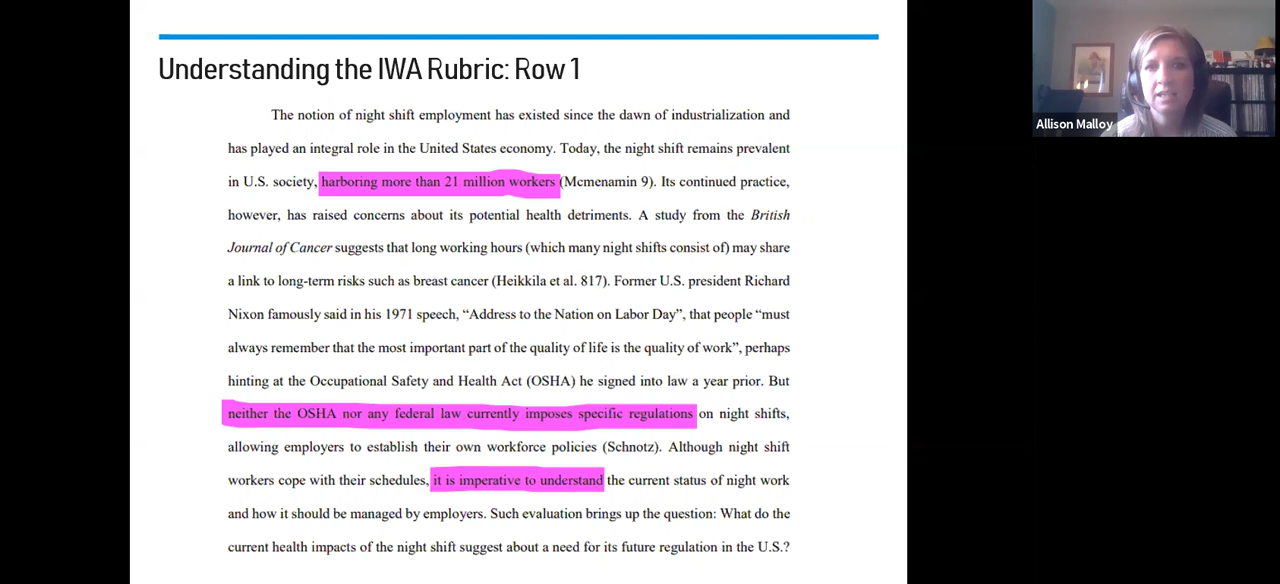 Understanding the IWA Rubric: Row 1
The notion of night shift employment has existed since the dawn of industrialization and
has played an integral role in the United States economy. Today, the night shift remains prevalent
in U.S. society, harboring more than 21 million workers (Mcmenamin 9). Its continued practice,
however, has raised concerns about its potential health detriments. A study from the British
Journal of Cancer suggests that long working hours (which many night shifts consist of) may share
a link to long-term risks such as breast cancer (Heikkila et al. 817). Former U.S. president Richard
Nixon famously said in his 1971 speech, “Address to the Nation on Labor Day”, that people “must
always remember that the most important part of the quality of life is the quality of work”, perhaps
hinting at the Occupational Safety and Health Act (OSHA) he signed into law a year prior. But
neither the OSHA nor any federal law currently imposes specific regulations on night shifts,
allowing employers to establish their own workforce policies (Schnotz). Although night shift
workers cope with their schedules, it is imperative to understand the current status of night work
and how it should be managed by employers. Such evaluation brings up the question: What do the
current health impacts of the night shift suggest about a need for its future regulation in the U.S.?
Allison Malloy